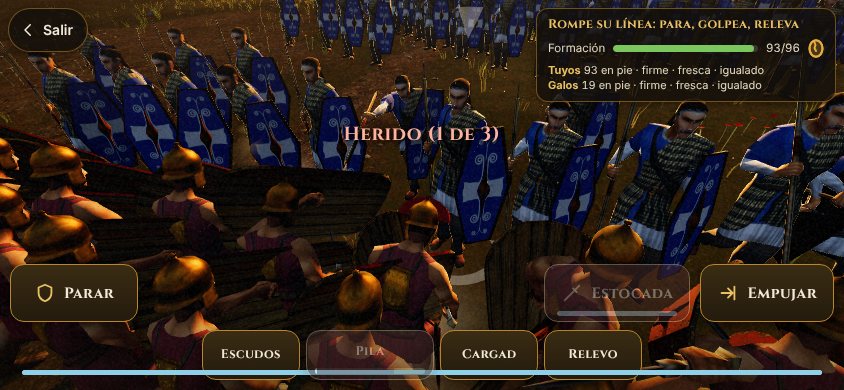 Salir
ROMPE SU LÍNEA: PARA, GOLPEA, RELEVA
Formación 93/96
Tuyos 93 en pie · firme · fresca · igualado
Galos 19 en pie · firme · fresca · igualado
HERIDO (1 DE 3)
PARAR
ESTOCADA
EMPUJAR
ESCUDOS
PILA
CARGAD
RELEVO